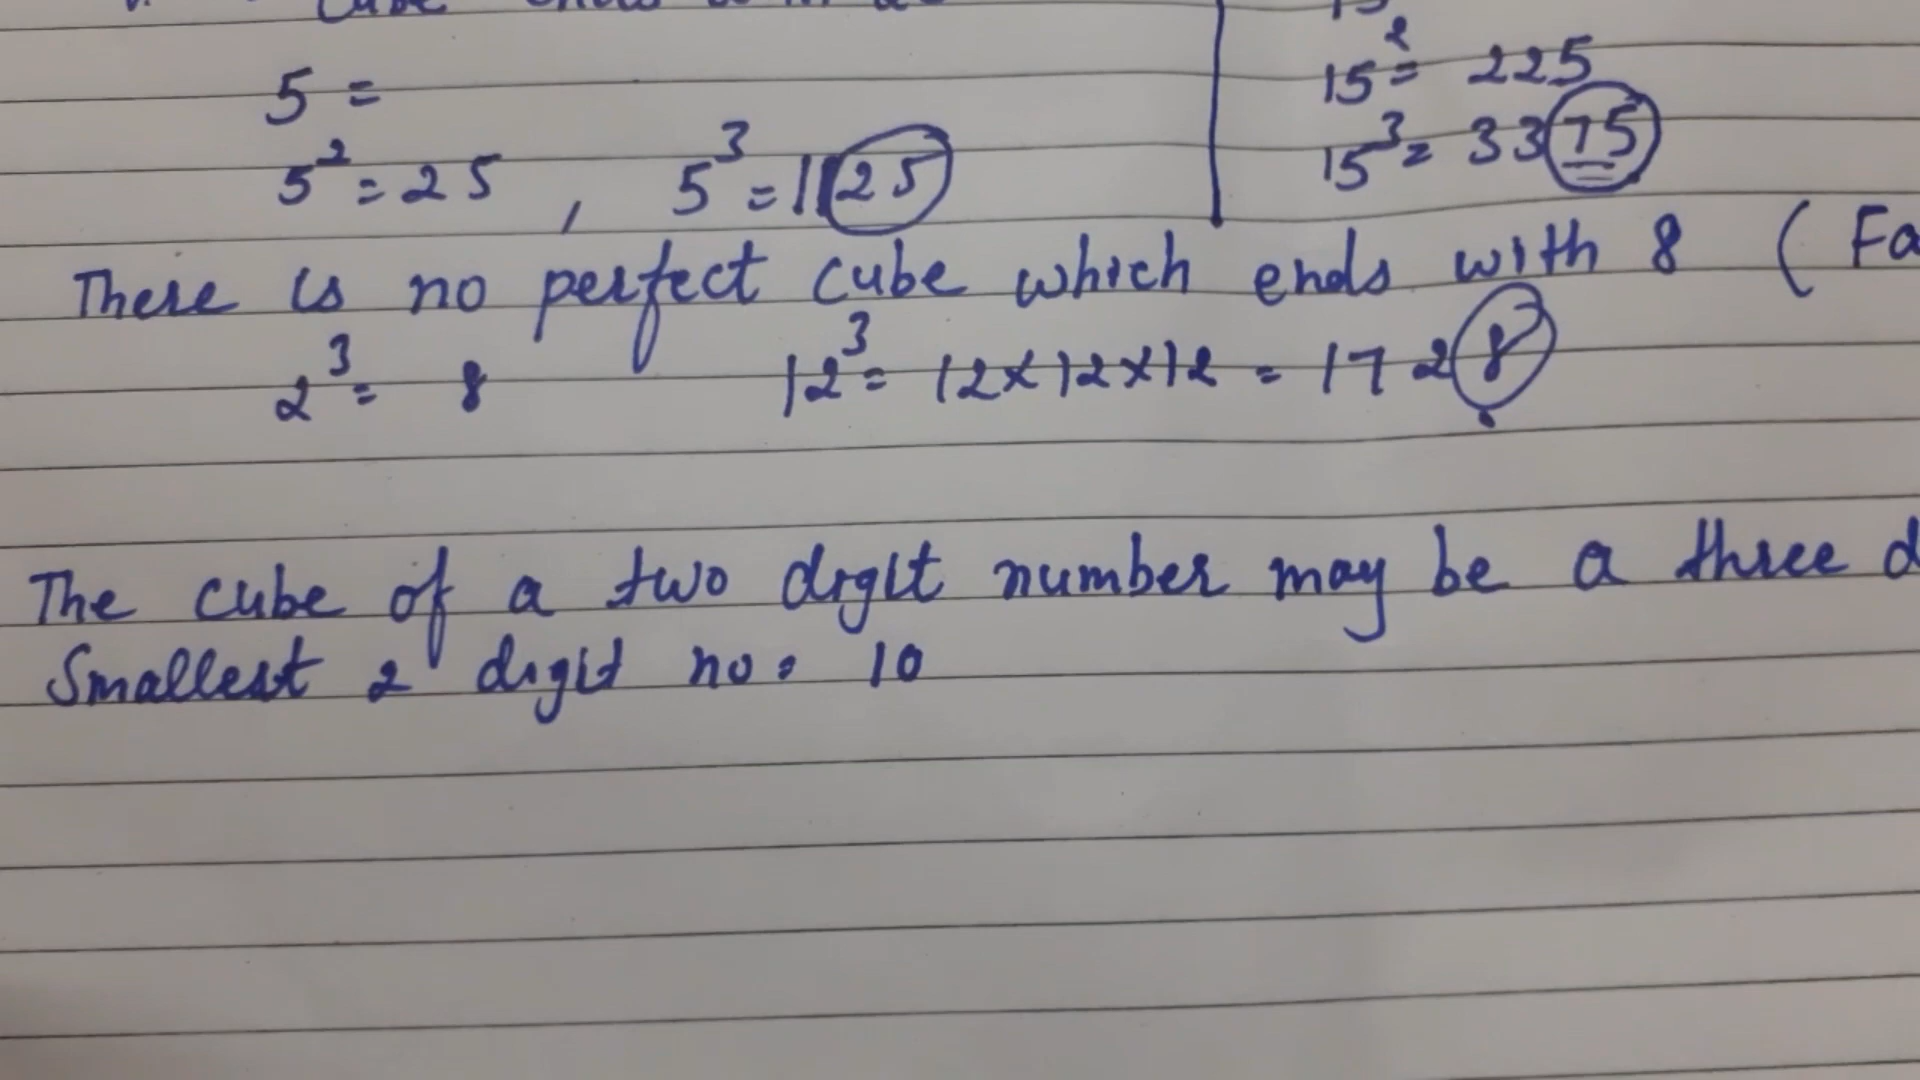 5 =
5² = 25 , 5³ = 125
15² = 225
15³ = 3375
There is no perfect cube which ends with 8 ( Fa
2³ = 8 12³ = 12×12×12 = 1728
The cube of a two digit number may be a three d
Smallest 2 digit no. 10